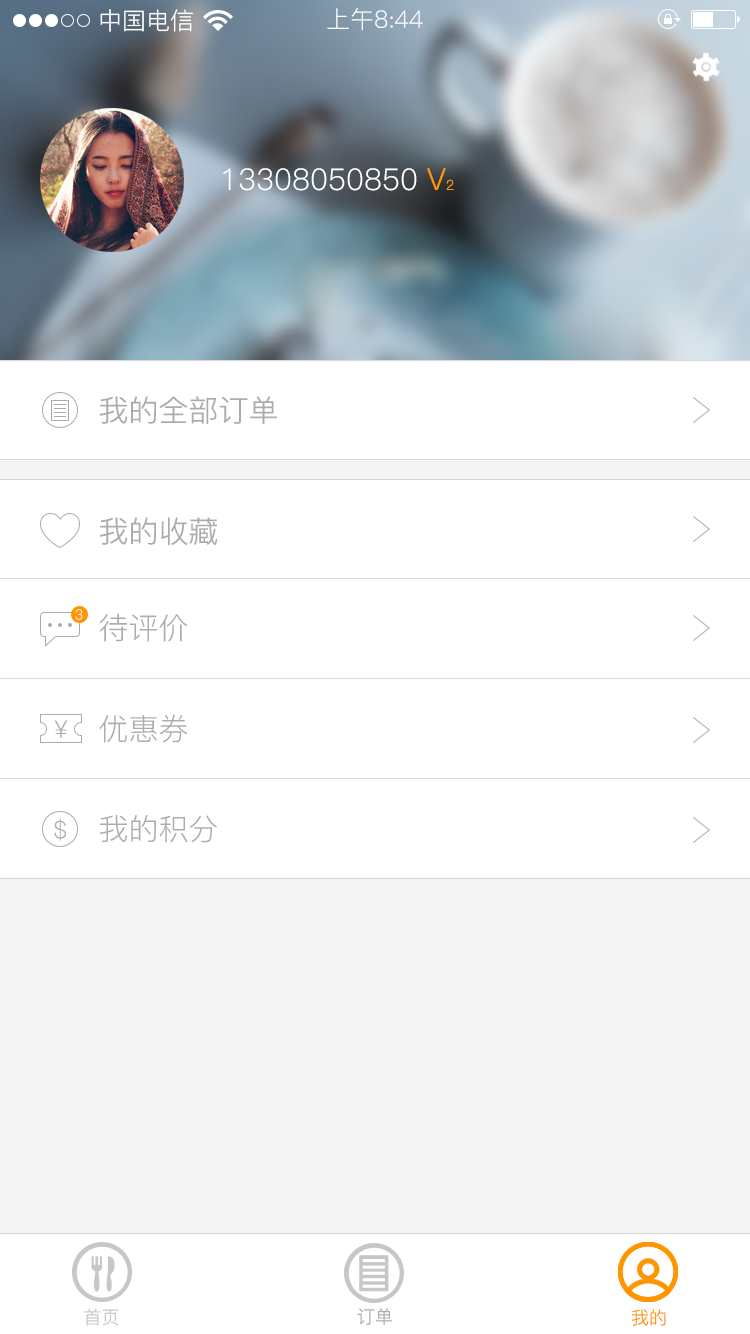 中国电信 上午8:44
13308050850 V2
我的全部订单
我的收藏
3
待评价
¥ 优惠券
$ 我的积分
首页 订单 我的